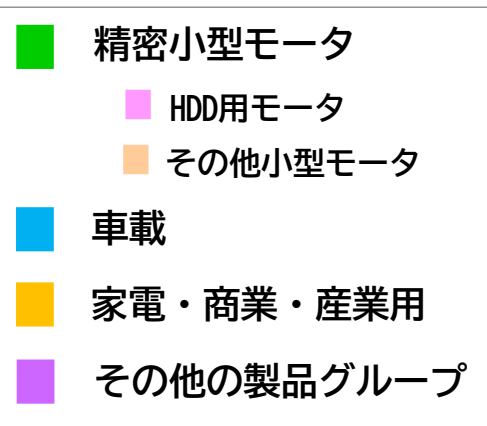 精密小型モータ
HDD用モータ
その他小型モータ
車載
家電・商業・産業用
その他の製品グループ